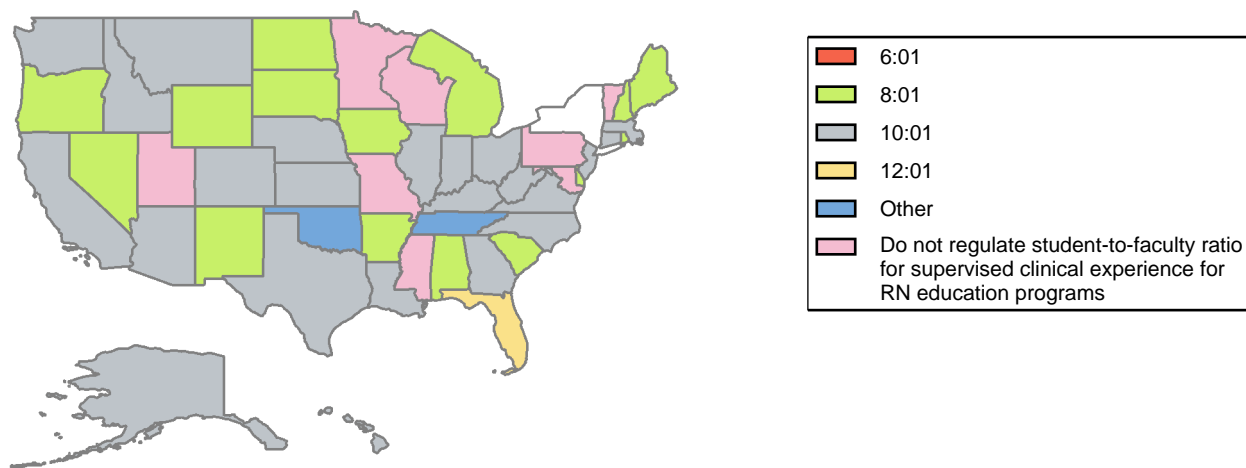 6:01
8:01
10:01
12:01
Other
Do not regulate student-to-faculty ratio
for supervised clinical experience for
RN education programs